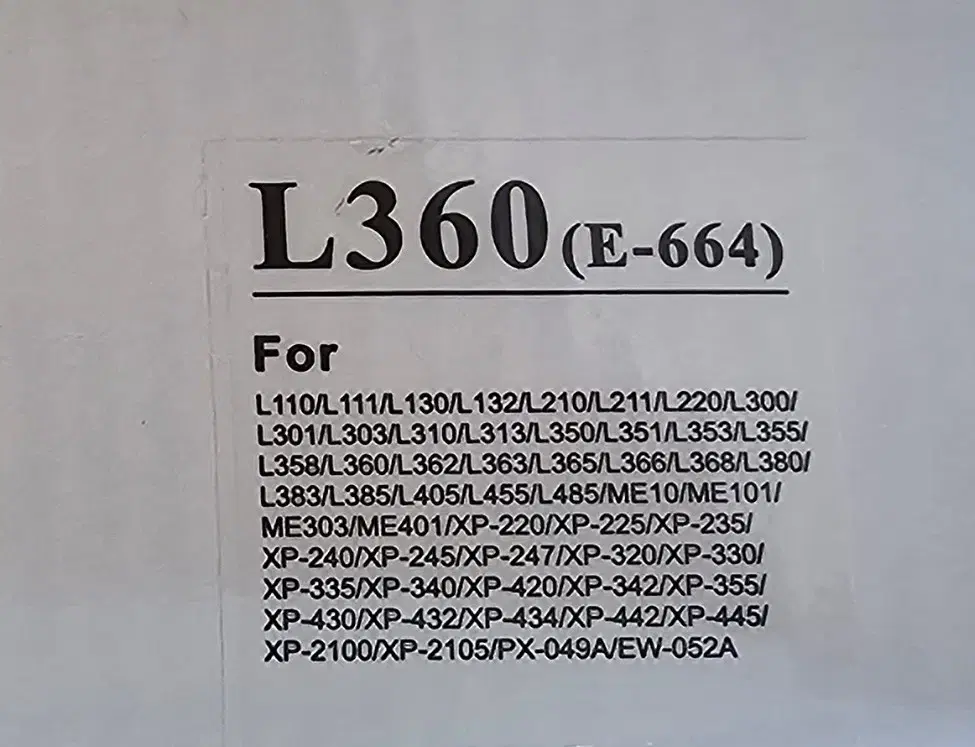 L360 (E-664)
For
L110/L111/L130/L132/L210/L211/L220/L300/
L301/L303/L310/L313/L350/L351/L353/L355/
L358/L360/L362/L363/L365/L366/L368/L380/
L383/L385/L405/L455/L485/ME10/ME101/
ME303/ME401/XP-220/XP-225/XP-235/
XP-240/XP-245/XP-247/XP-320/XP-330/
XP-335/XP-340/XP-420/XP-342/XP-355/
XP-430/XP-432/XP-434/XP-442/XP-445/
XP-2100/XP-2105/PX-049A/EW-052A